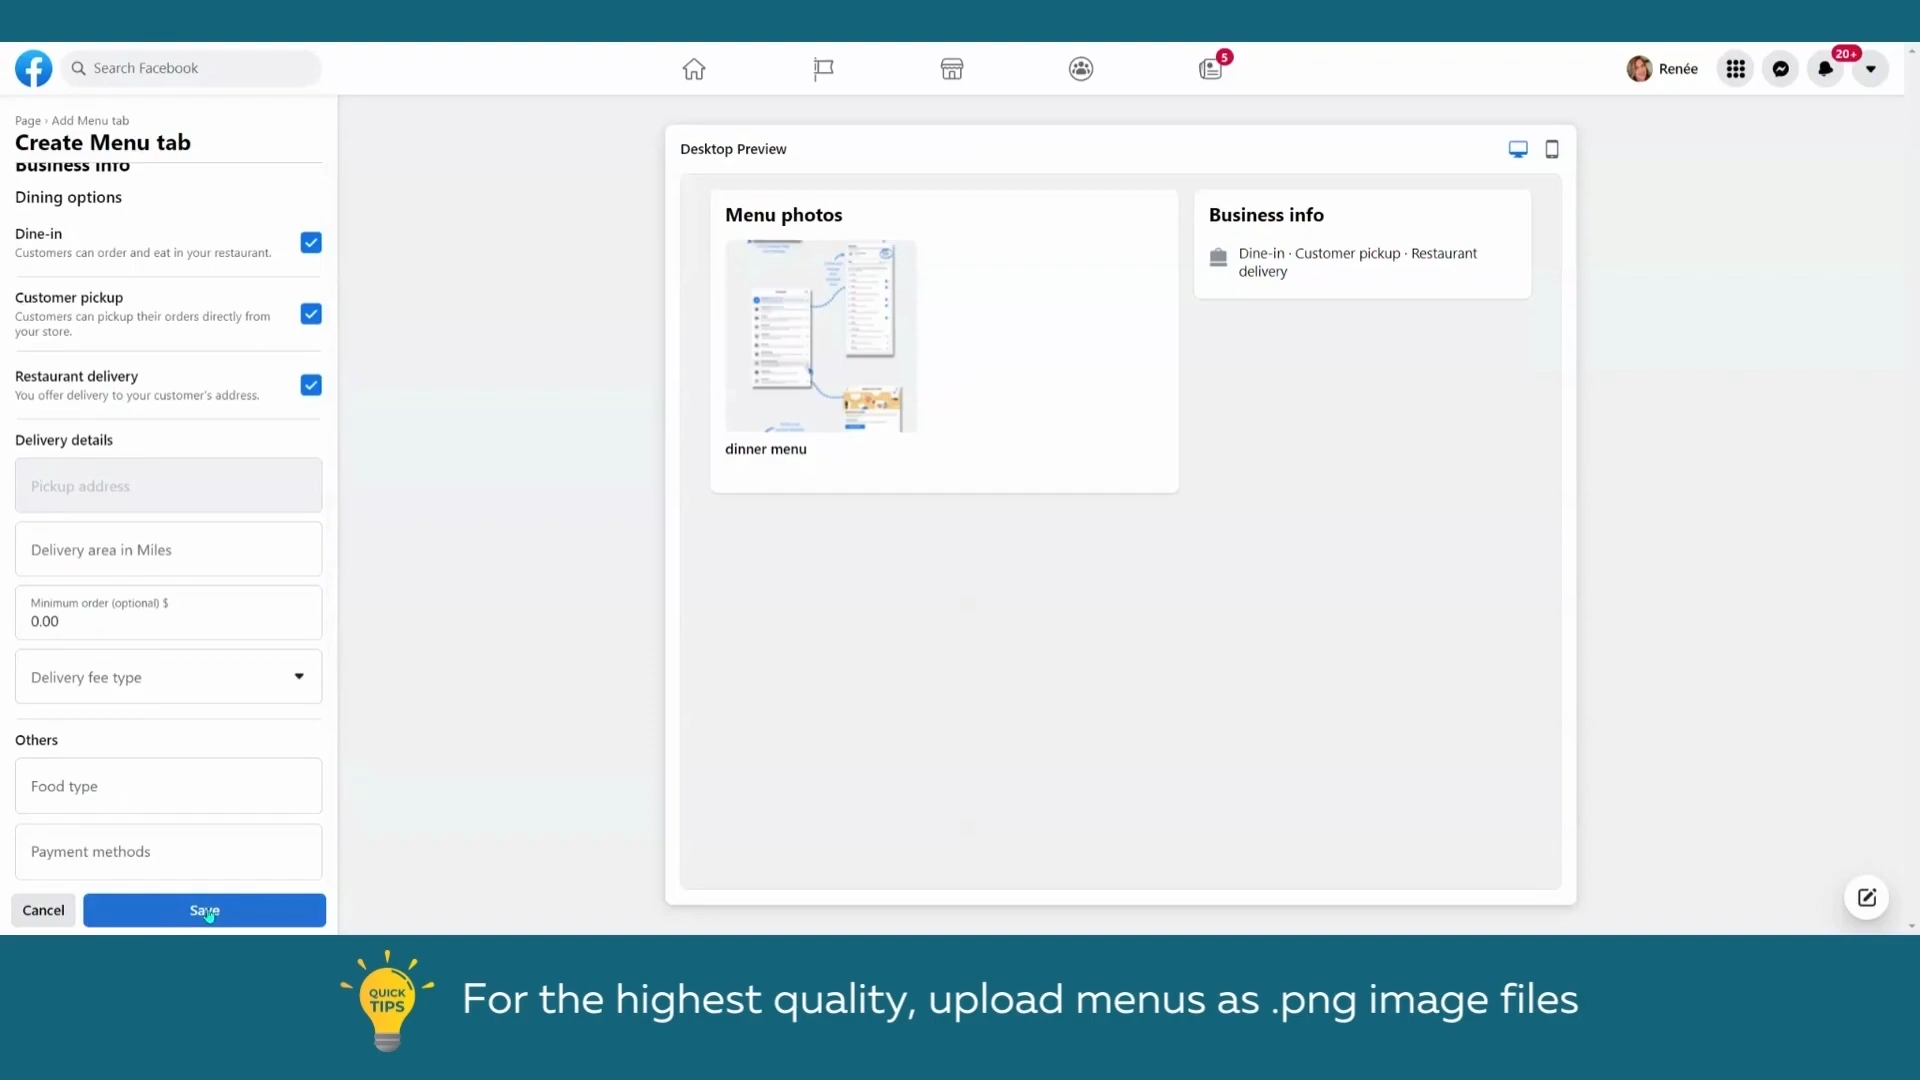 Search Facebook
5
Renée
20+
Page › Add Menu tab
Create Menu tab
Business Info
Dining options
Dine-in
Customers can order and eat in your restaurant.
Customer pickup
Customers can pickup their orders directly from
your store.
Restaurant delivery
You offer delivery to your customer's address.
Delivery details
Pickup address
Delivery area in Miles
Minimum order (optional) $
0.00
Delivery fee type
Others
Food type
Payment methods
Cancel
Save
Desktop Preview
Menu photos
dinner menu
Business info
Dine-in · Customer pickup · Restaurant
delivery
QUICK
TIPS
For the highest quality, upload menus as .png image files